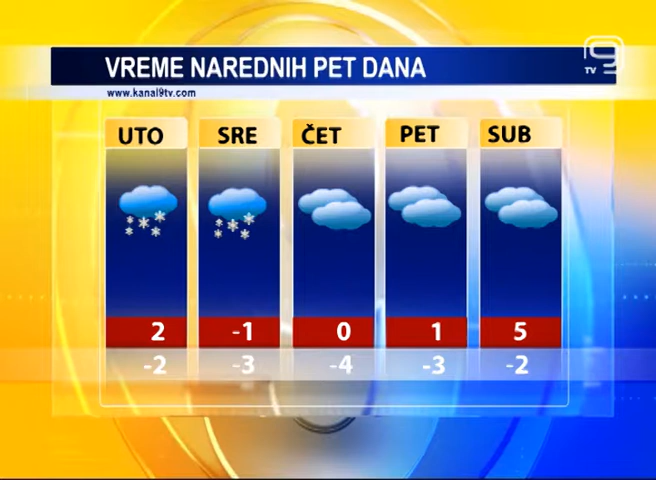 VREME NAREDNIH PET DANA
9
TV
www.kanal9tv.com
UTO SRE ČET PET SUB
2 -1 0 1 5
-2 -3 -4 -3 -2